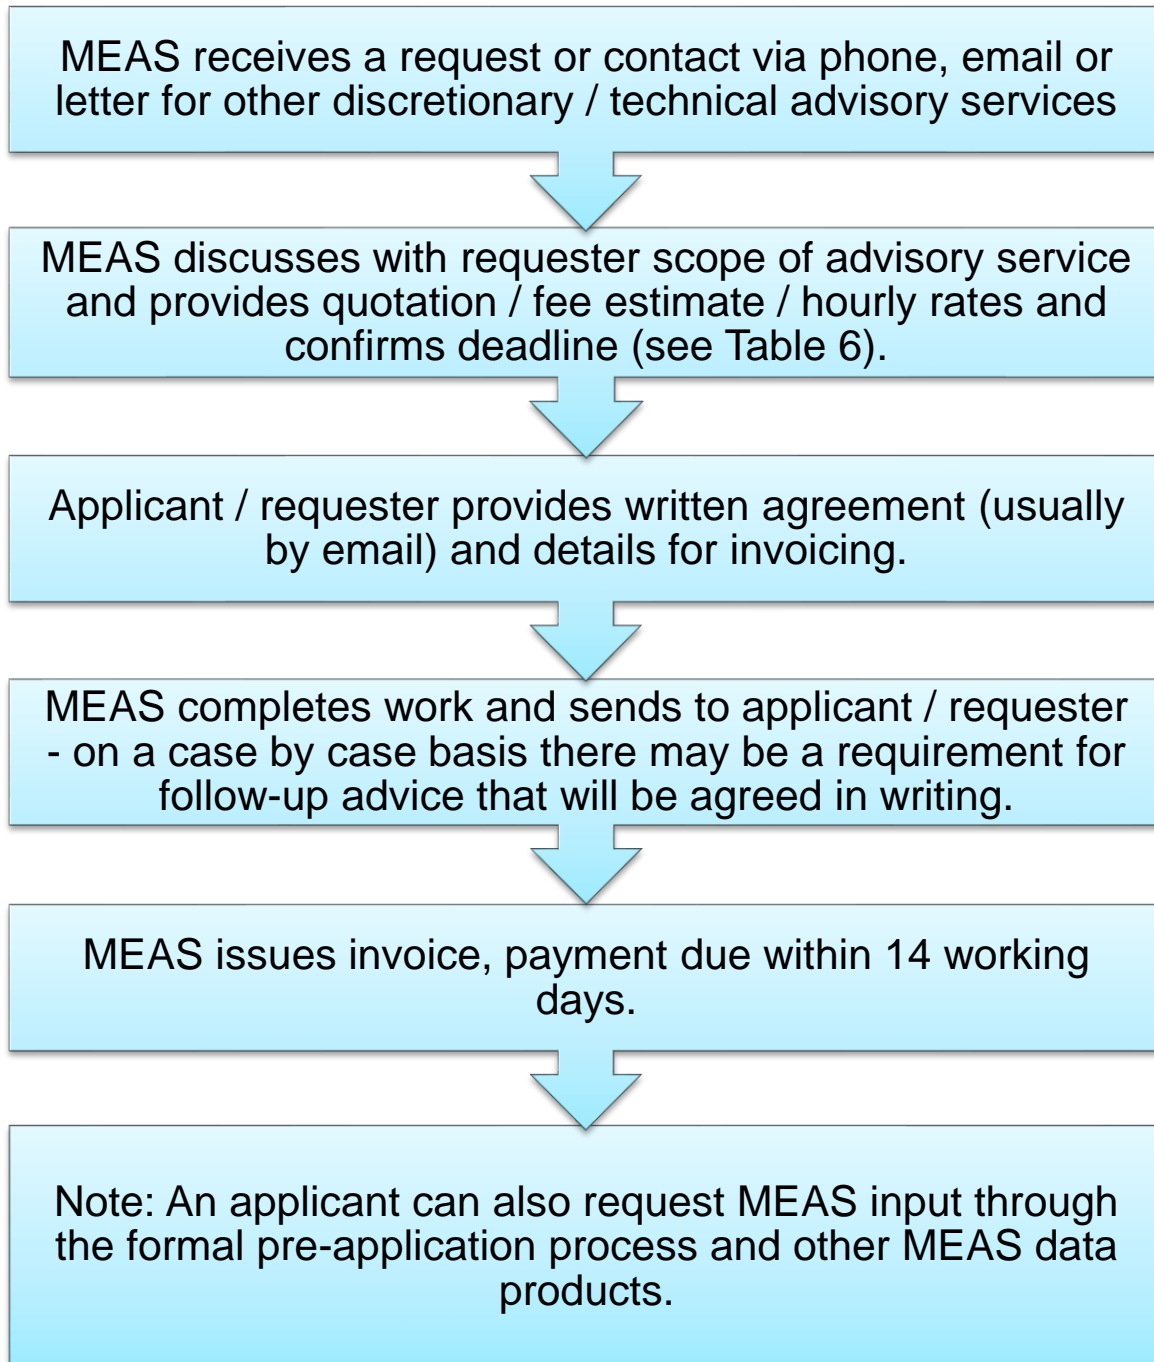 MEAS receives a request or contact via phone, email or
letter for other discretionary / technical advisory services
MEAS discusses with requester scope of advisory service
and provides quotation / fee estimate / hourly rates and
confirms deadline (see Table 6).
Applicant / requester provides written agreement (usually
by email) and details for invoicing.
MEAS completes work and sends to applicant / requester
- on a case by case basis there may be a requirement for
follow-up advice that will be agreed in writing.
MEAS issues invoice, payment due within 14 working
days.
Note: An applicant can also request MEAS input through
the formal pre-application process and other MEAS data
products.